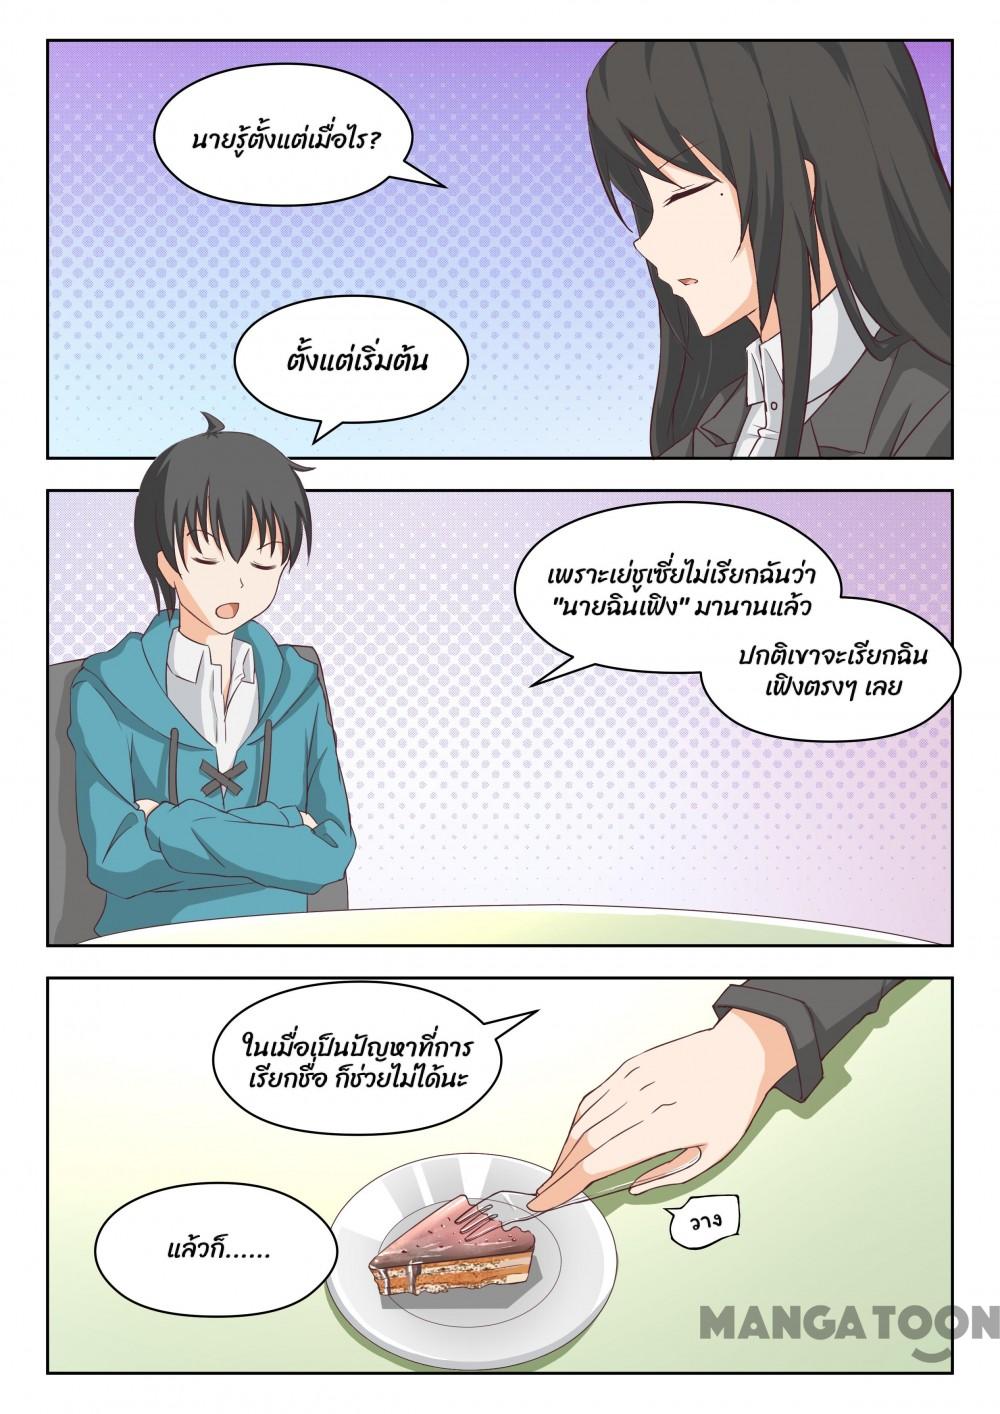 นายรู้ตั้งแต่เมื่อไร?
ตั้งแต่เริ่มต้น
เพราะเย่ชูเซี่ยไม่เรียกฉันว่า
"นายฉินเฟิง" มานานแล้ว
ปกติเขาจะเรียกฉิน
เฟิงตรงๆ เลย
ในเมื่อเป็นปัญหาที่การ
เรียกชื่อ ก็ช่วยไม่ได้นะ
แล้วก็......
วาง
MANGATOON